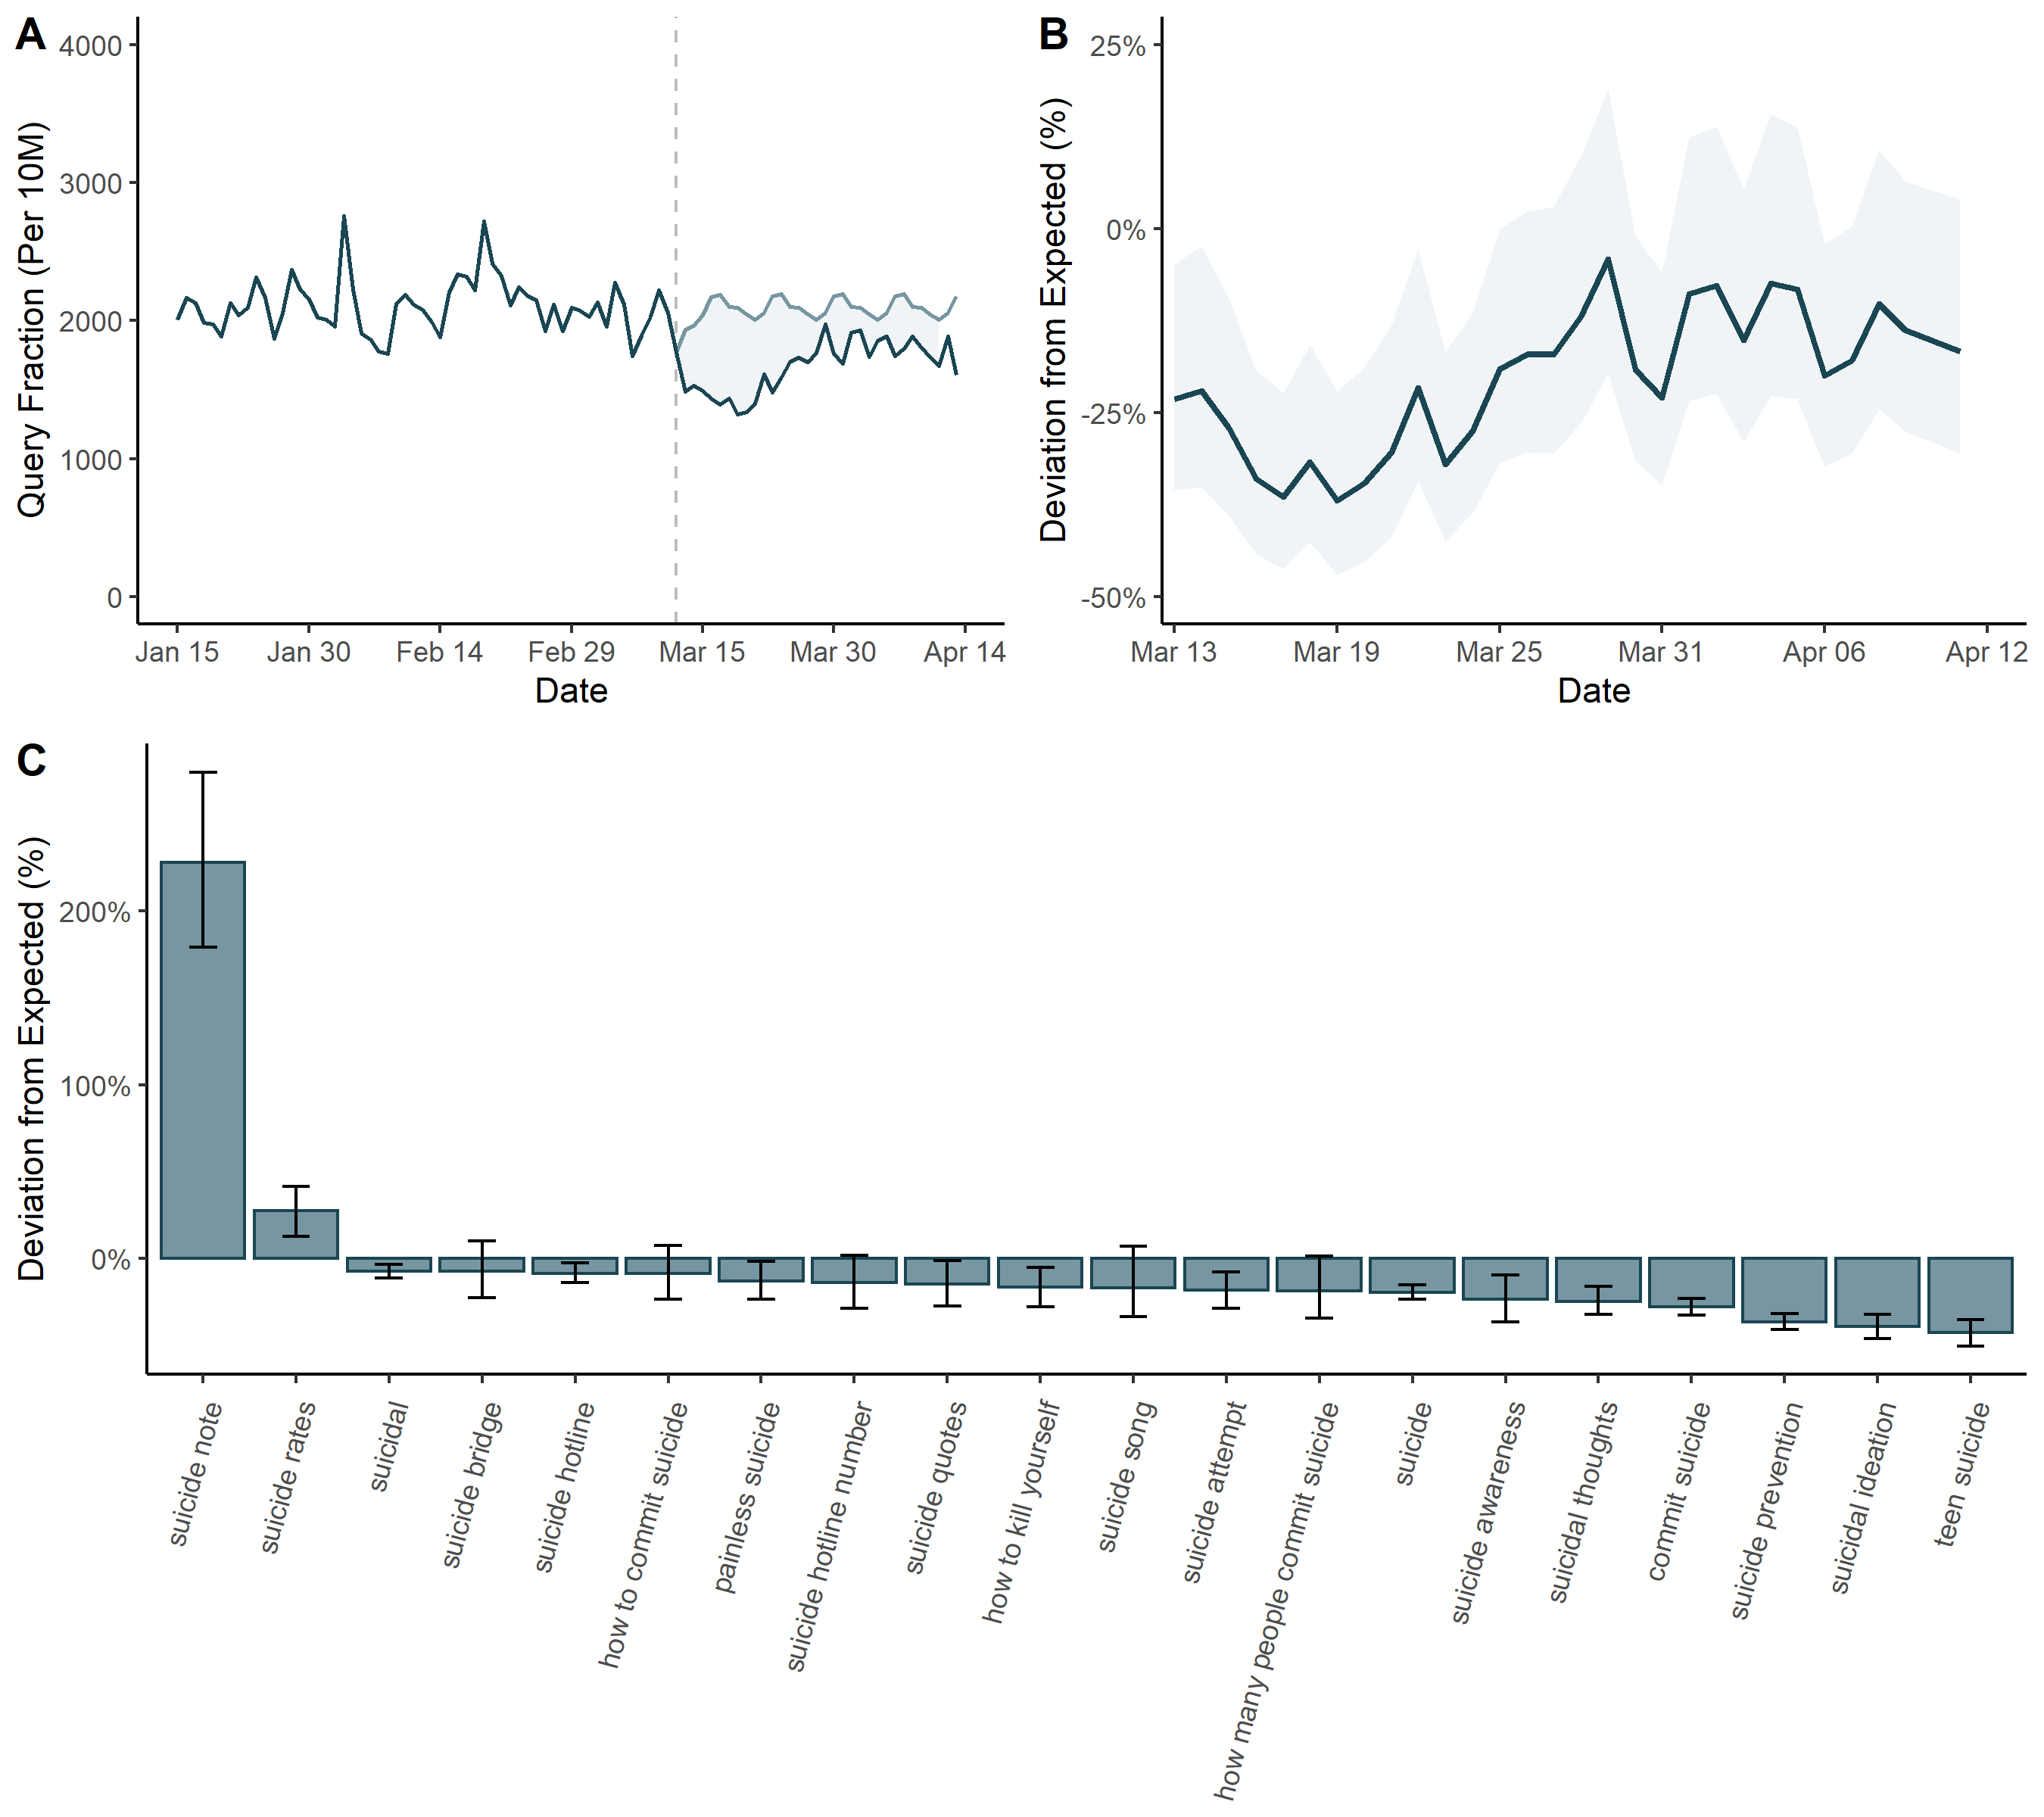 A
Query Fraction (Per 10M)
4000
3000
2000
1000
0
Jan 15 Jan 30 Feb 14 Feb 29 Mar 15 Mar 30 Apr 14
Date
B
Deviation from Expected (%)
25%
0%
-25%
-50%
Mar 13 Mar 19 Mar 25 Mar 31 Apr 06 Apr 12
Date
C
Deviation from Expected (%)
200%
100%
0%
suicide note
suicide rates
suicidal
suicide bridge
suicide hotline
how to commit suicide
painless suicide
suicide hotline number
suicide quotes
how to kill yourself
suicide song
suicide attempt
how many people commit suicide
suicide
suicide awareness
suicidal thoughts
commit suicide
suicide prevention
suicidal ideation
teen suicide